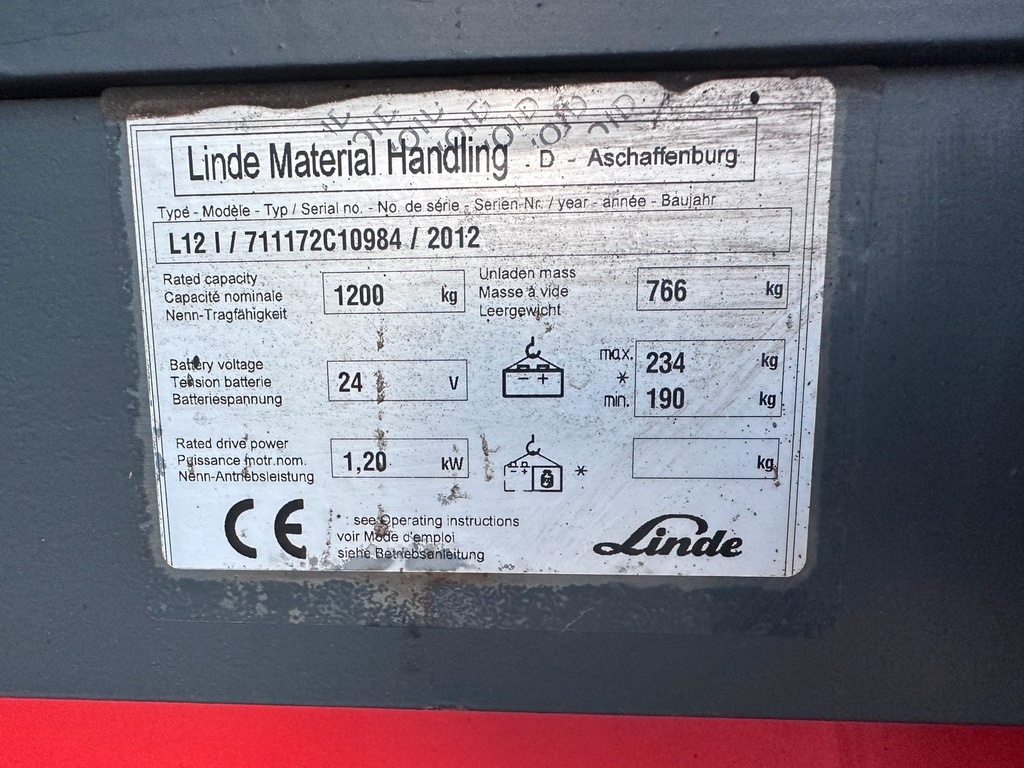 Linde Material Handling D - Aschaffenburg
Type - Modèle - Typ / Serial no. - No. de série - Serien-Nr. / year - année - Baujahr
L12 I / 711172C10984 / 2012
Rated capacity
Capacité nominale
Nenn-Tragfähigkeit
1200 kg
Unladen mass
Masse à vide
Leergewicht
766 kg
Battery voltage
Tension batterie
Batteriespannung
24 V
- +
max. 234 kg
*
min. 190 kg
Rated drive power
Puissance motr.nom.
Nenn-Antriebsleistung
1,20 kW
- +
*
kg
CE
* : see Operating instructions
voir Mode d'emploi
siehe Betriebsanleitung
Linde